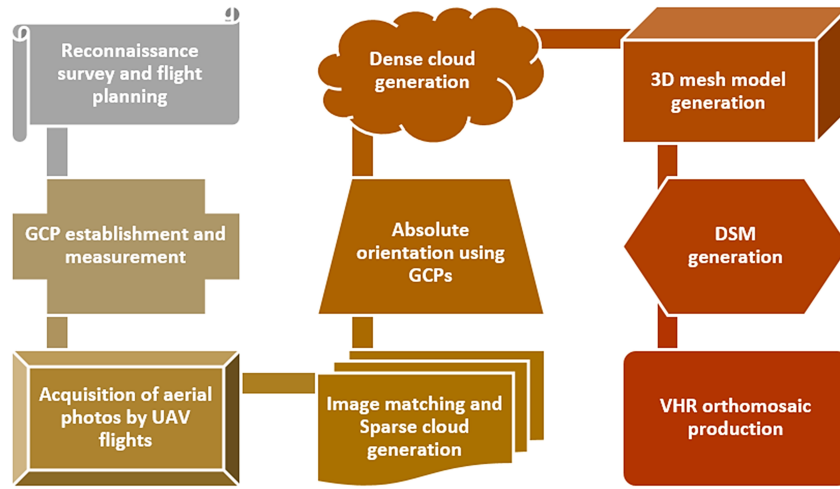 Reconnaissance
survey and flight
planning
GCP establishment and
measurement
Acquisition of aerial
photos by UAV
flights
Image matching and
Sparse cloud
generation
Absolute
orientation using
GCPs
Dense cloud
generation
3D mesh model
generation
DSM
generation
VHR orthomosaic
production